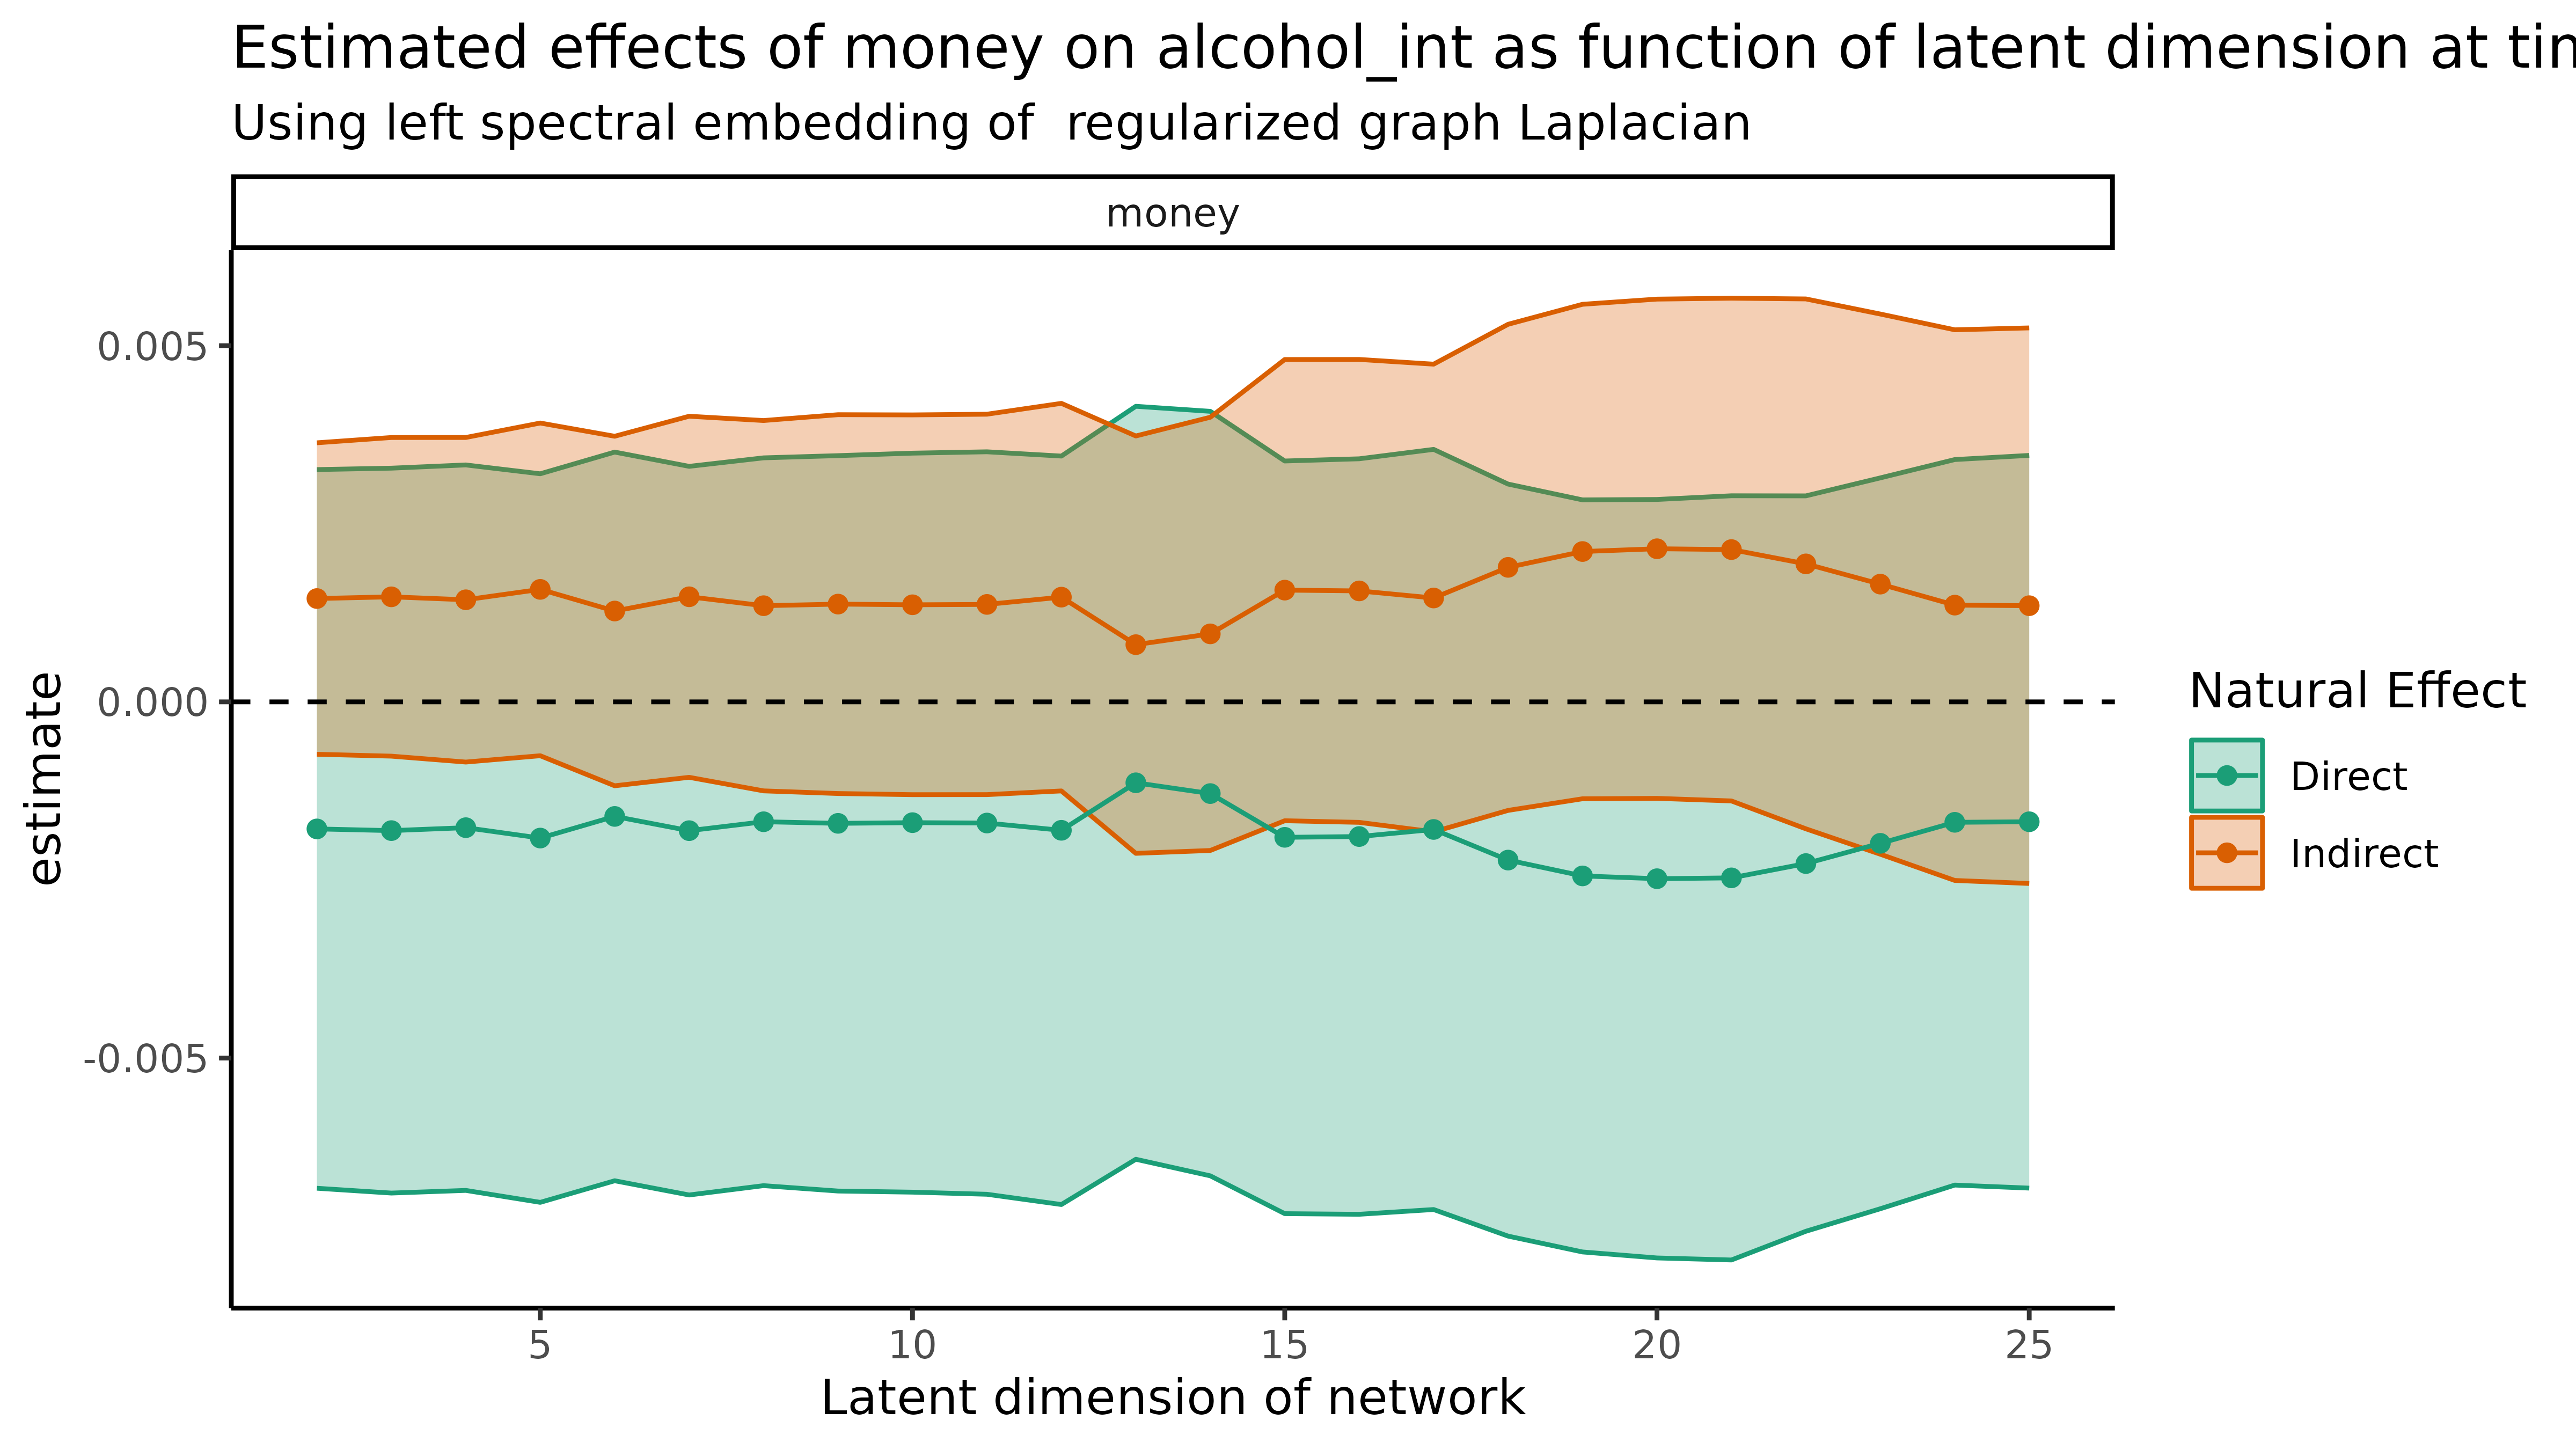 Estimated effects of money on alcohol_int as function of latent dimension at
Using left spectral embedding of  regularized graph Laplacian
money
0.005
0.000
-0.005
estimate
5 10 15 20 25
Latent dimension of network
Natural Effect
Direct
Indirect